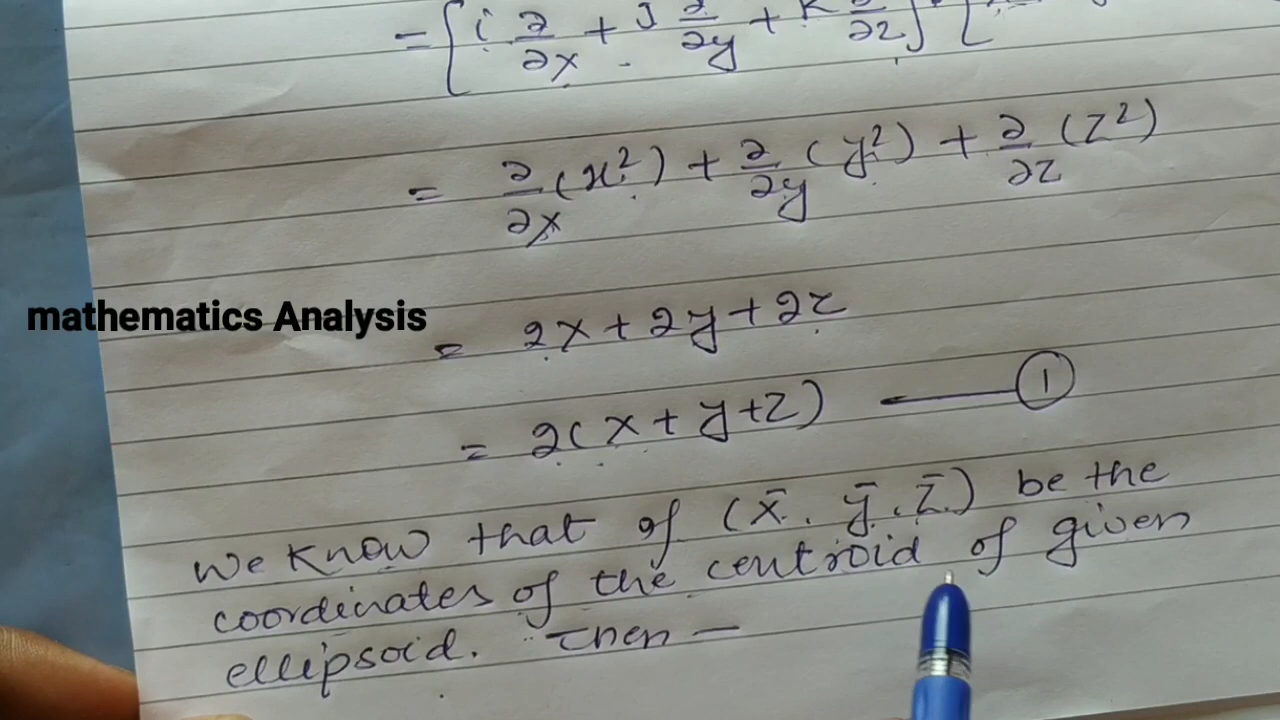 = [i ∂/∂x + j ∂/∂y + k ∂/∂z] · [
= ∂/∂x (x²) + ∂/∂y (y²) + ∂/∂z (z²)
mathematics Analysis
= 2x + 2y + 2z
= 2(x + y + z) — ①
we know that of (x̄, ȳ, z̄) be the
coordinates of the centroid of given
ellipsoid. Then —